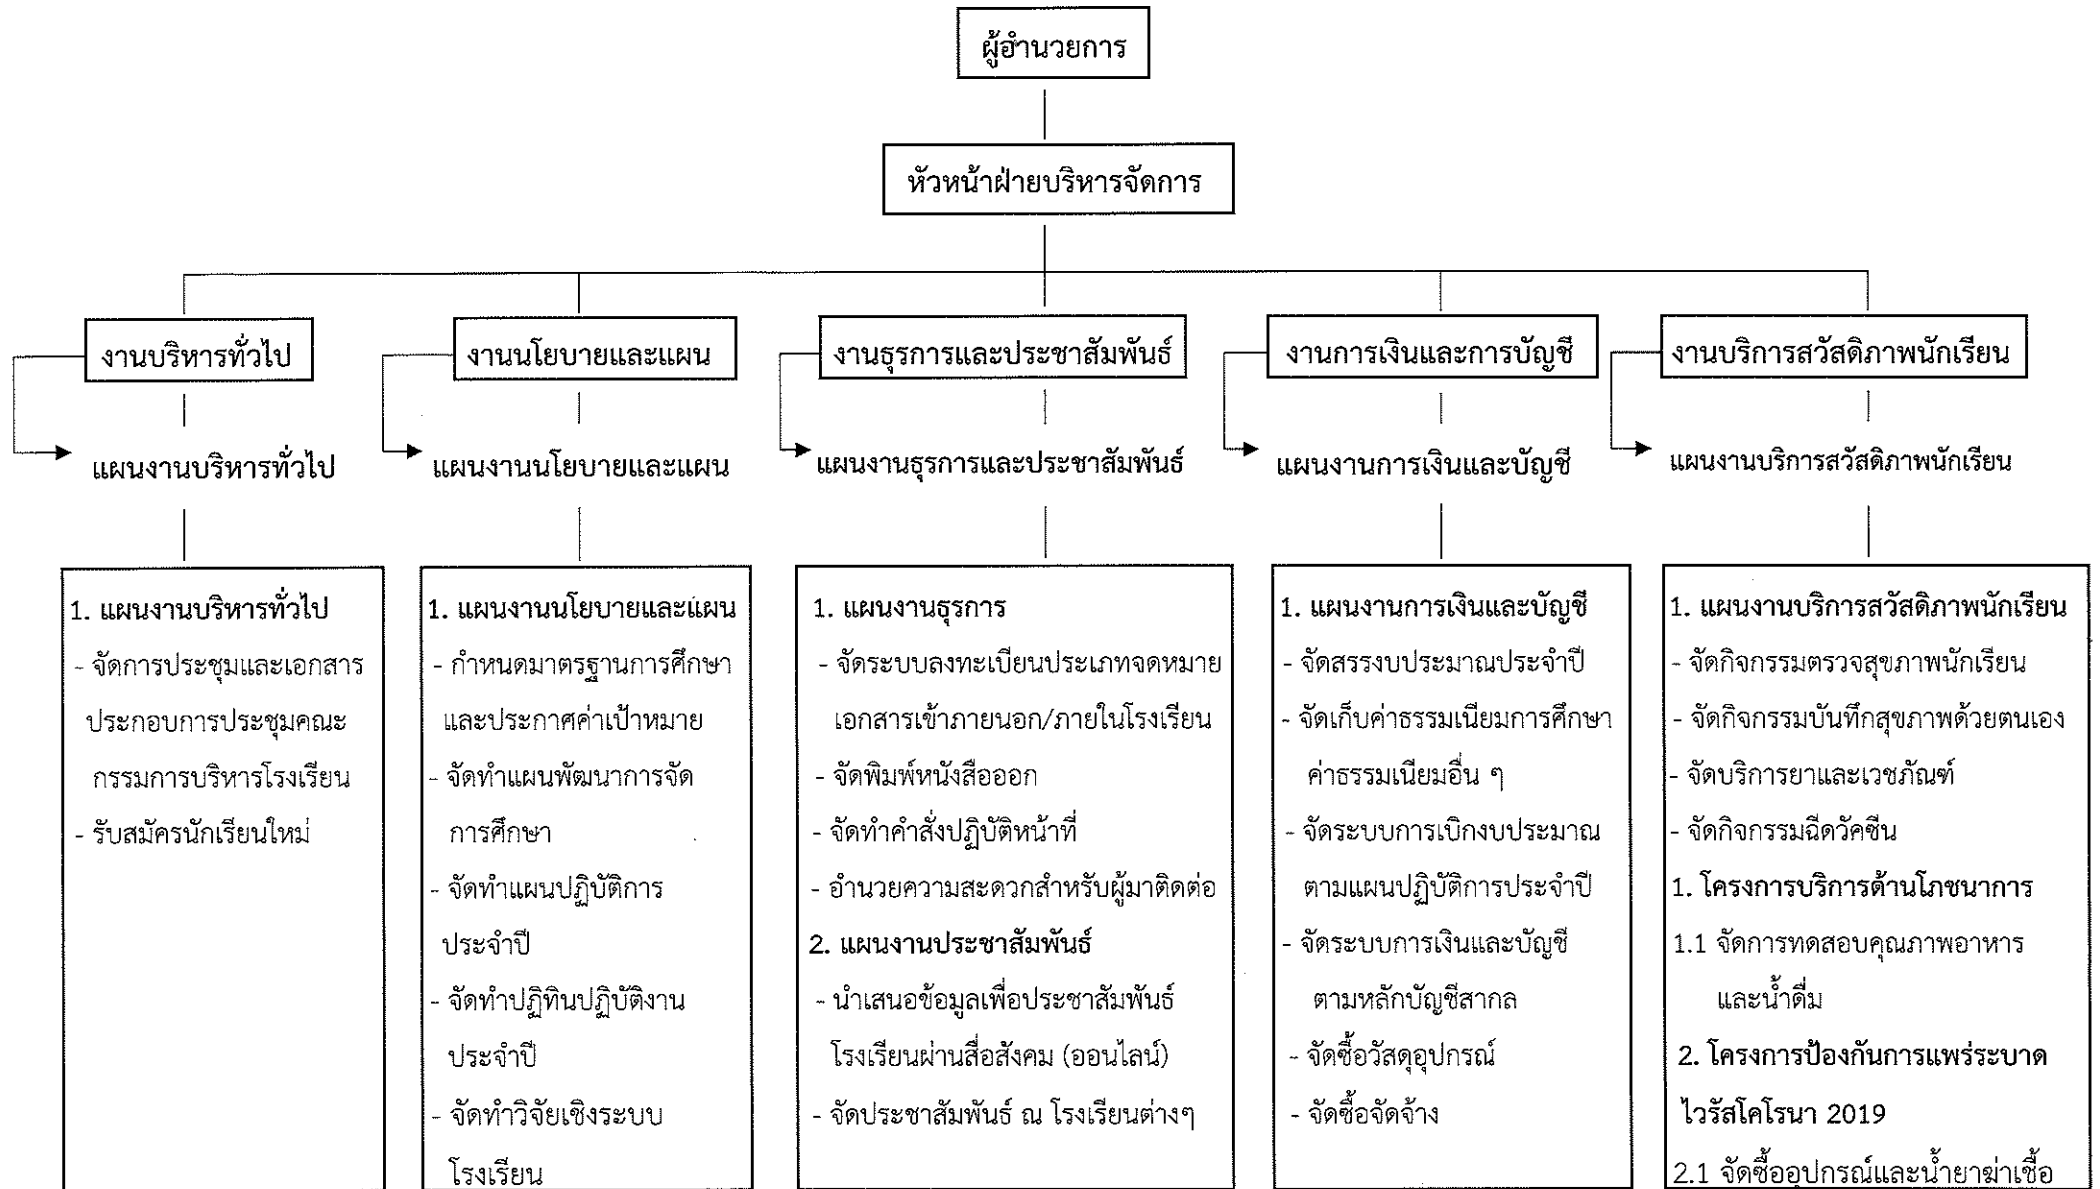 ผู้อำนวยการ
หัวหน้าฝ่ายบริหารจัดการ
งานบริหารทั่วไป
งานนโยบายและแผน
งานธุรการและประชาสัมพันธ์
งานการเงินและการบัญชี
งานบริการสวัสดิภาพนักเรียน
แผนงานบริหารทั่วไป
แผนงานนโยบายและแผน
แผนงานธุรการและประชาสัมพันธ์
แผนงานการเงินและบัญชี
แผนงานบริการสวัสดิภาพนักเรียน
1. แผนงานบริหารทั่วไป
- จัดการประชุมและเอกสาร
ประกอบการประชุมคณะ
กรรมการบริหารโรงเรียน
- รับสมัครนักเรียนใหม่
1. แผนงานนโยบายและแผน
- กำหนดมาตรฐานการศึกษา
และประกาศค่าเป้าหมาย
- จัดทำแผนพัฒนาการจัด
การศึกษา
- จัดทำแผนปฏิบัติการ
ประจำปี
- จัดทำปฏิทินปฏิบัติงาน
ประจำปี
- จัดทำวิจัยเชิงระบบ
โรงเรียน
1. แผนงานธุรการ
- จัดระบบลงทะเบียนประเภทจดหมาย
เอกสารเข้าภายนอก/ภายในโรงเรียน
- จัดพิมพ์หนังสือออก
- จัดทำคำสั่งปฏิบัติหน้าที่
- อำนวยความสะดวกสำหรับผู้มาติดต่อ
2. แผนงานประชาสัมพันธ์
- นำเสนอข้อมูลเพื่อประชาสัมพันธ์
โรงเรียนผ่านสื่อสังคม (ออนไลน์)
- จัดประชาสัมพันธ์ ณ โรงเรียนต่างๆ
1. แผนงานการเงินและบัญชี
- จัดสรรงบประมาณประจำปี
- จัดเก็บค่าธรรมเนียมการศึกษา
ค่าธรรมเนียมอื่น ๆ
- จัดระบบการเบิกงบประมาณ
ตามแผนปฏิบัติการประจำปี
- จัดระบบการเงินและบัญชี
ตามหลักบัญชีสากล
- จัดซื้อวัสดุอุปกรณ์
- จัดซื้อจัดจ้าง
1. แผนงานบริการสวัสดิภาพนักเรียน
- จัดกิจกรรมตรวจสุขภาพนักเรียน
- จัดกิจกรรมบันทึกสุขภาพด้วยตนเอง
- จัดบริการยาและเวชภัณฑ์
- จัดกิจกรรมฉีดวัคซีน
1. โครงการบริการด้านโภชนาการ
1.1 จัดการทดสอบคุณภาพอาหาร
และน้ำดื่ม
2. โครงการป้องกันการแพร่ระบาด
ไวรัสโคโรนา 2019
2.1 จัดซื้ออุปกรณ์และน้ำยาฆ่าเชื้อ